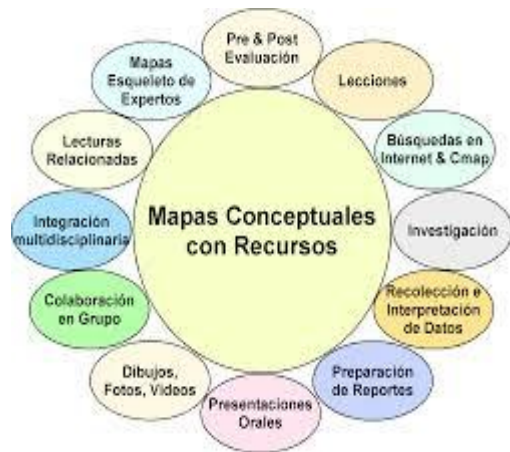 Pre & Post
Evaluación
Lecciones
Búsquedas en
Internet & Cmap
Investigación
Recolección e
Interpretación
de Datos
Preparación
de Reportes
Presentaciones
Orales
Dibujos,
Fotos, Videos
Colaboración
en Grupo
Integración
multidisciplinaria
Lecturas
Relacionadas
Mapas
Esqueleto de
Expertos
Mapas Conceptuales
con Recursos